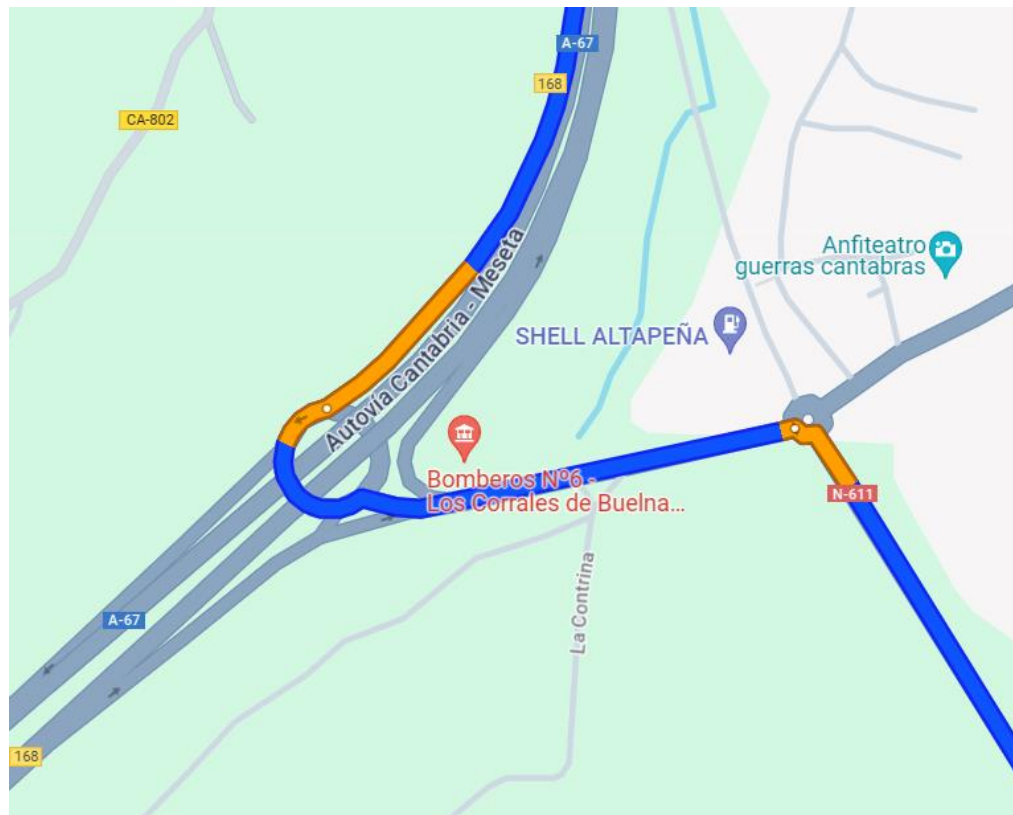 A-67
168
CA-802
Anfiteatro
guerras cantabras
Autovía Cantabria - Meseta
SHELL ALTAPEÑA
Bomberos Nº6 -
Los Corrales de Buelna...
N-611
La Contrina
A-67
168